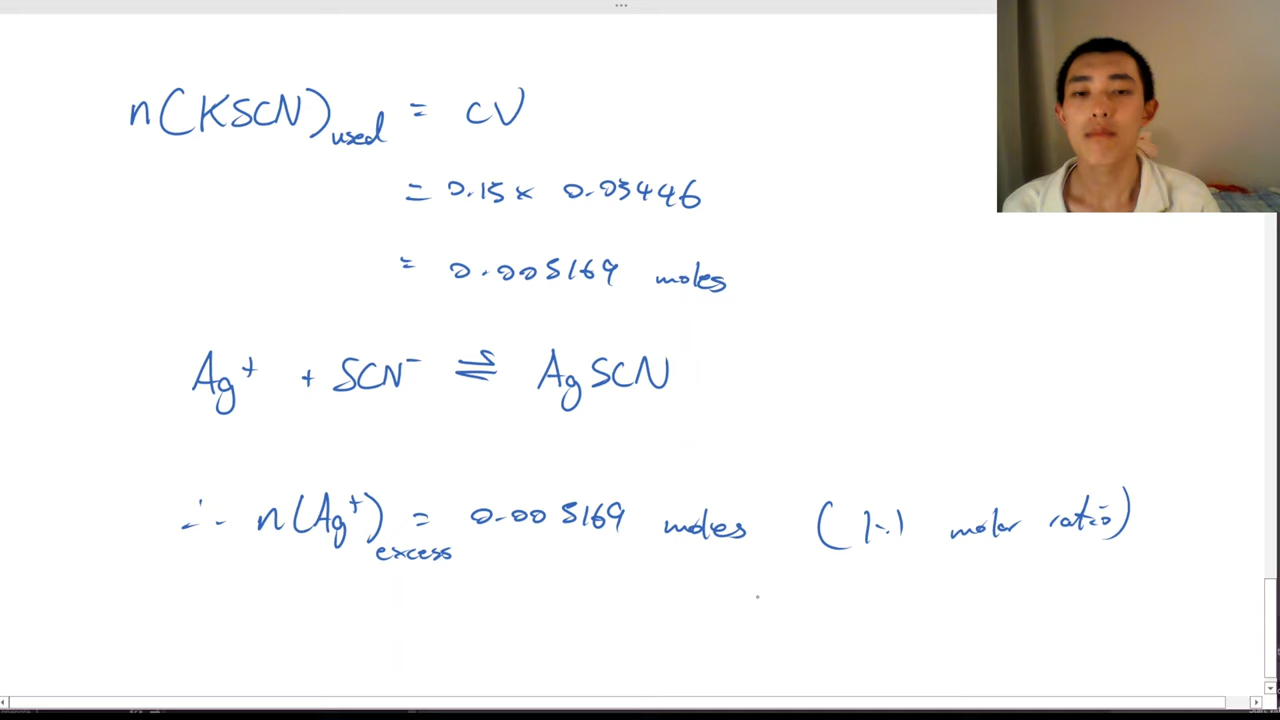 n(KSCN)used = cV
= 0.15 × 0.03446
= 0.005169 moles
Ag⁺ + SCN⁻ ⇌ AgSCN
∴ n(Ag⁺)excess = 0.005169 moles (1:1 molar ratio)